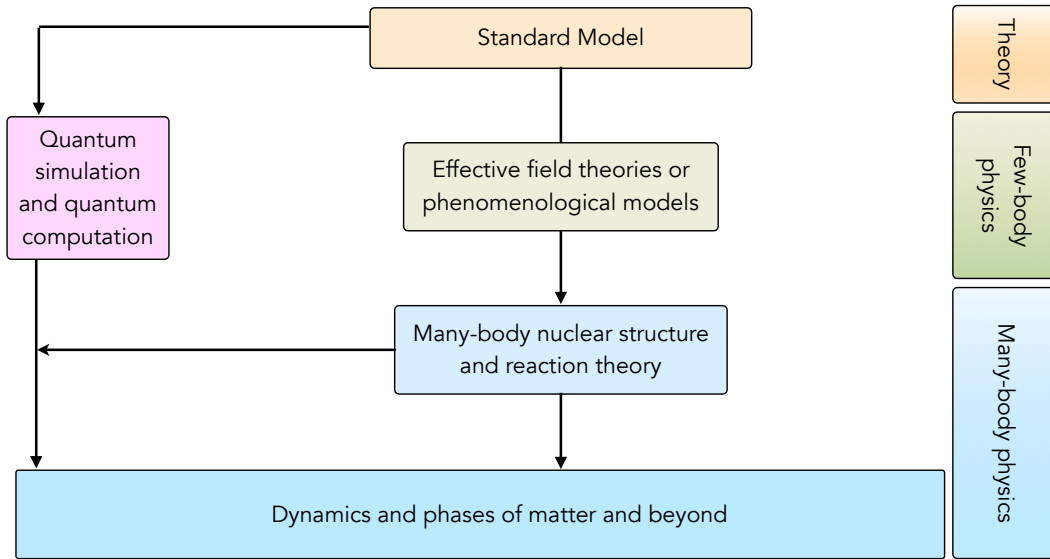 Standard Model
Theory
Quantum
simulation
and quantum
computation
Effective field theories or
phenomenological models
Few-body
physics
Many-body nuclear structure
and reaction theory
Many-body physics
Dynamics and phases of matter and beyond